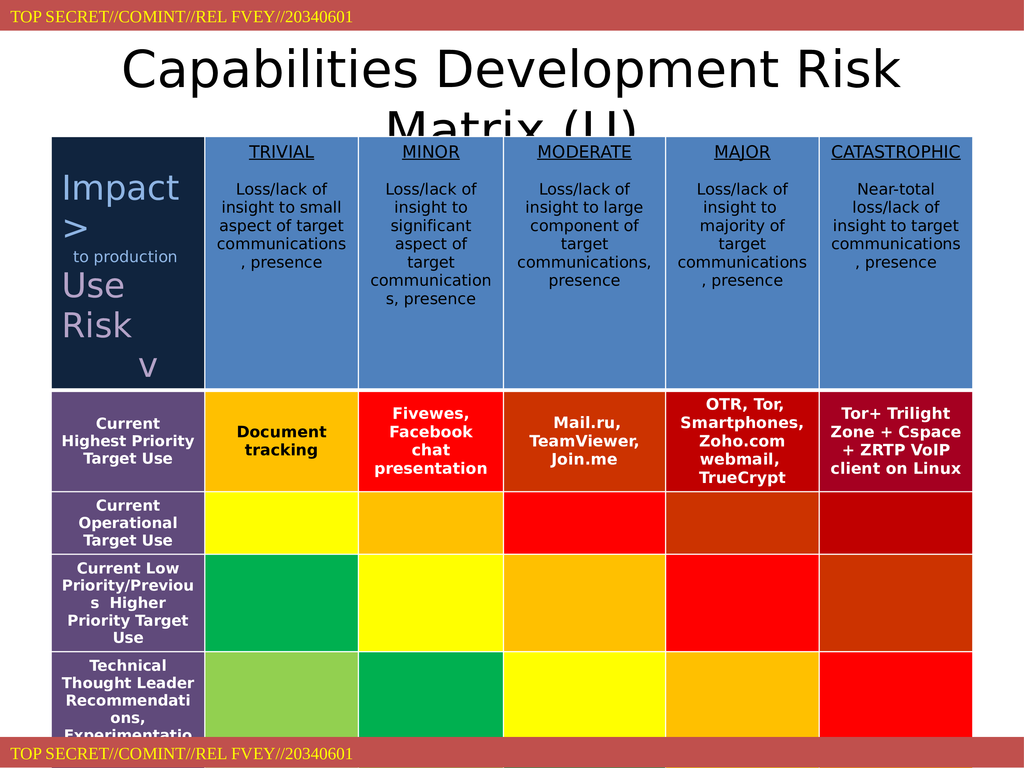 TOP SECRET//COMINT//REL FVEY//20340601
Capabilities Development Risk
Matrix (U)
Impact
>
to production
Use
Risk
v
TRIVIAL
Loss/lack of
insight to small
aspect of target
communications
, presence
MINOR
Loss/lack of
insight to
significant
aspect of
target
communication
s, presence
MODERATE
Loss/lack of
insight to large
component of
target
communications,
presence
MAJOR
Loss/lack of
insight to
majority of
target
communications
, presence
CATASTROPHIC
Near-total
loss/lack of
insight to target
communications
, presence
Current
Highest Priority
Target Use
Document
tracking
Fivewes,
Facebook
chat
presentation
Mail.ru,
TeamViewer,
Join.me
OTR, Tor,
Smartphones,
Zoho.com
webmail,
TrueCrypt
Tor+ Trilight
Zone + Cspace
+ ZRTP VoIP
client on Linux
Current
Operational
Target Use
Current Low
Priority/Previou
s Higher
Priority Target
Use
Technical
Thought Leader
Recommendati
ons,
Experimentatio
TOP SECRET//COMINT//REL FVEY//20340601